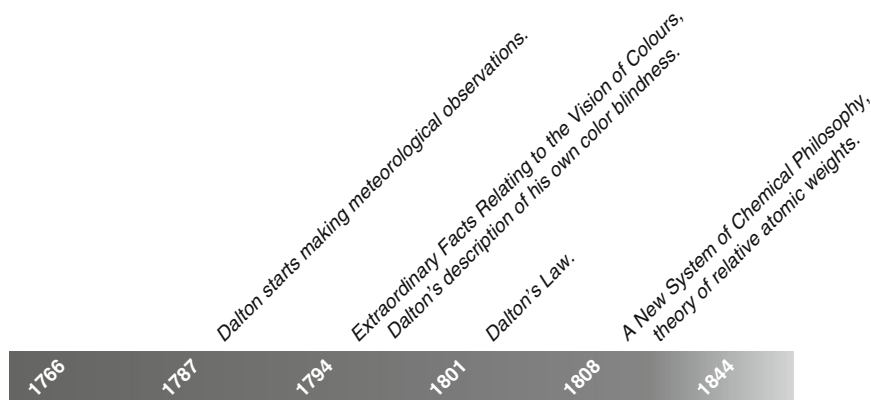 Dalton starts making meteorological observations.
Extraordinary Facts Relating to the Vision of Colours,
Dalton’s description of his own color blindness.
Dalton’s Law.
A New System of Chemical Philosophy,
theory of relative atomic weights.
1766
1787
1794
1801
1808
1844